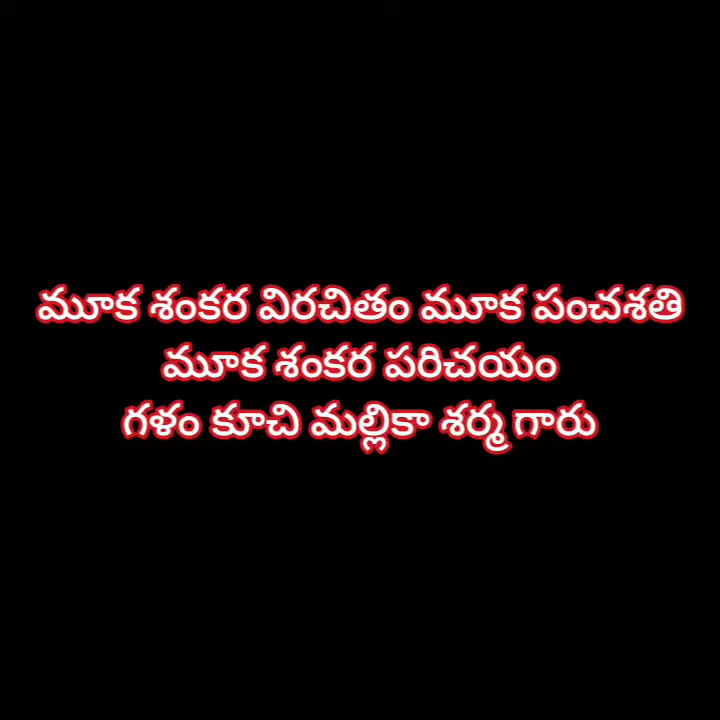 మూక శంకర విరచితం మూక పంచశతి
మూక శంకర పరిచయం
గళం కూచి మల్లికా శర్మ గారు